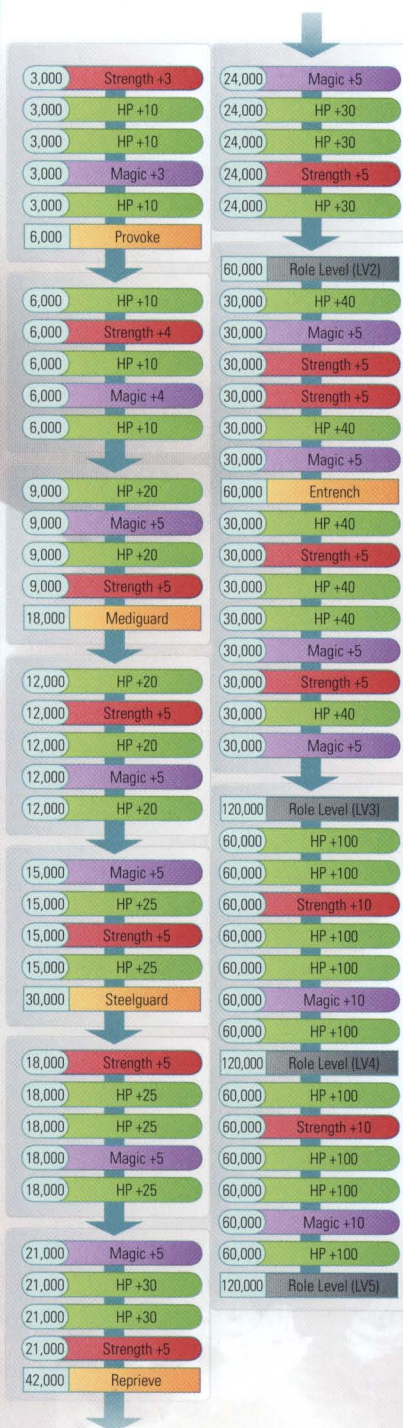 3,000 Strength +3
3,000 HP +10
3,000 HP +10
3,000 Magic +3
3,000 HP +10
6,000 Provoke
6,000 HP +10
6,000 Strength +4
6,000 HP +10
6,000 Magic +4
6,000 HP +10
9,000 HP +20
9,000 Magic +5
9,000 HP +20
9,000 Strength +5
18,000 Mediguard
12,000 HP +20
12,000 Strength +5
12,000 HP +20
12,000 Magic +5
12,000 HP +20
15,000 Magic +5
15,000 HP +25
15,000 Strength +5
15,000 HP +25
30,000 Steelguard
18,000 Strength +5
18,000 HP +25
18,000 HP +25
18,000 Magic +5
18,000 HP +25
21,000 Magic +5
21,000 HP +30
21,000 HP +30
21,000 Strength +5
42,000 Reprieve
24,000 Magic +5
24,000 HP +30
24,000 HP +30
24,000 Strength +5
24,000 HP +30
60,000 Role Level (LV2)
30,000 HP +40
30,000 Magic +5
30,000 Strength +5
30,000 Strength +5
30,000 HP +40
30,000 Magic +5
60,000 Entrench
30,000 HP +40
30,000 Strength +5
30,000 HP +40
30,000 HP +40
30,000 Magic +5
30,000 Strength +5
30,000 HP +40
30,000 Magic +5
120,000 Role Level (LV3)
60,000 HP +100
60,000 HP +100
60,000 Strength +10
60,000 HP +100
60,000 HP +100
60,000 Magic +10
60,000 HP +100
120,000 Role Level (LV4)
60,000 HP +100
60,000 Strength +10
60,000 HP +100
60,000 HP +100
60,000 Magic +10
60,000 HP +100
120,000 Role Level (LV5)